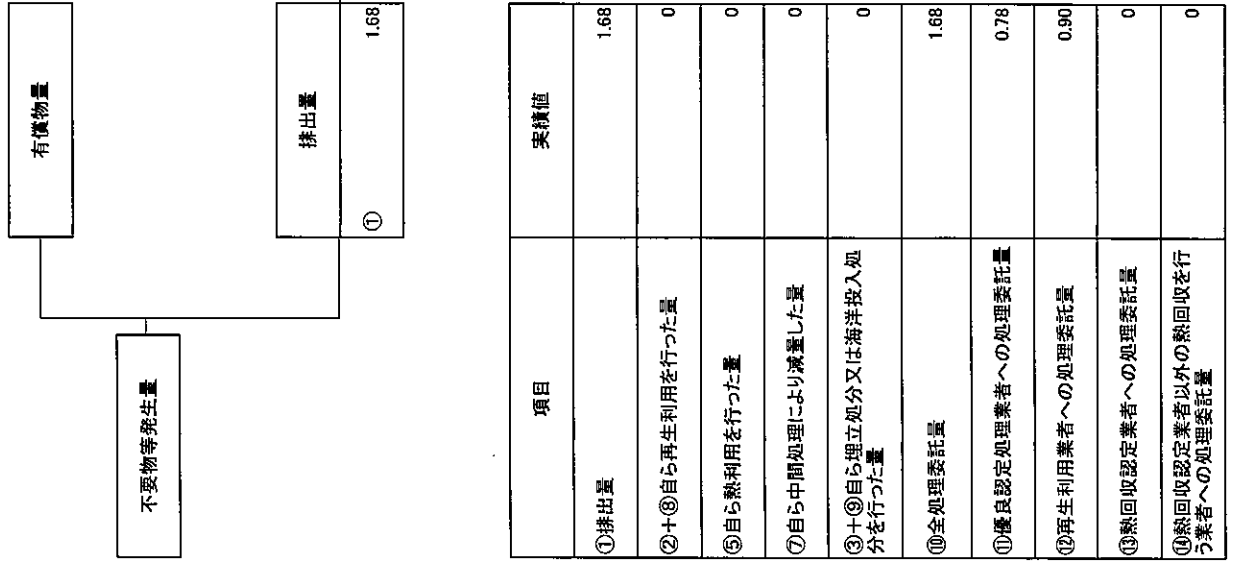 不要物等発生量
有償物量
排出量
①
1.68
項目
実績値
①排出量
1.68
②+⑧自ら再生利用を行った量
0
⑤自ら熱利用を行った量
0
⑦自ら中間処理により減量した量
0
③+⑨自ら埋立処分又は海洋投入処
分を行った量
0
⑩全処理委託量
1.68
⑪優良認定処理業者への処理委託量
0.78
⑫再生利用業者への処理委託量
0.90
⑬熱回収認定業者への処理委託量
0
⑭熱回収認定業者以外の熱回収を行
う業者への処理委託量
0